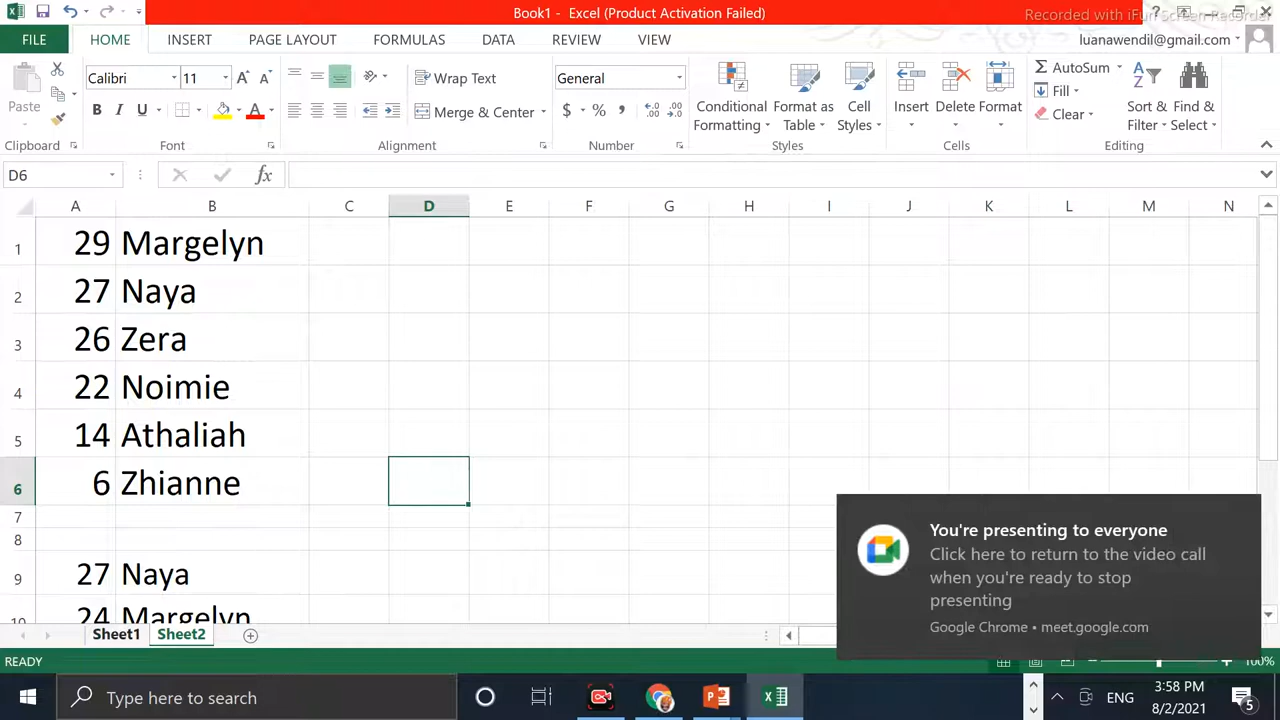 Book1 - Excel (Product Activation Failed)
Recorded with iFun Screen Recorder
FILE
HOME
INSERT
PAGE LAYOUT
FORMULAS
DATA
REVIEW
VIEW
luanawendil@gmail.com
Paste
Clipboard
Calibri
11
B I U
Font
Wrap Text
Merge & Center
Alignment
General
$ % ,
Number
Conditional Formatting
Format as Table
Cell Styles
Styles
Insert
Delete
Format
Cells
AutoSum
Fill
Clear
Sort & Filter
Find & Select
Editing
D6
fx
A B C D E F G H I J K L M N
1 29 Margelyn
2 27 Naya
3 26 Zera
4 22 Noimie
5 14 Athaliah
6 6 Zhianne
7
8
9 27 Naya
10 24 Margelyn
You're presenting to everyone
Click here to return to the video call
when you're ready to stop
presenting
Google Chrome • meet.google.com
Sheet1
Sheet2
READY
100%
Type here to search
ENG
3:58 PM
8/2/2021
5